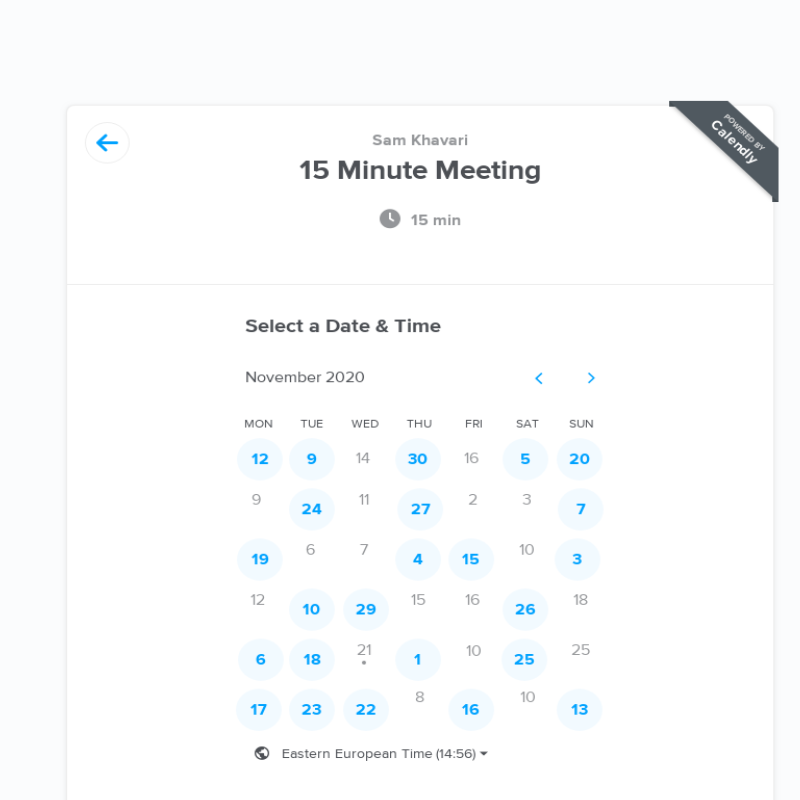 POWERED BY
Calendly
Sam Khavari
15 Minute Meeting
15 min
Select a Date & Time
November 2020
MON TUE WED THU FRI SAT SUN
12 9 14 30 16 5 20
9 24 11 27 2 3 7
19 6 7 4 15 10 3
12 10 29 15 16 26 18
6 18 21 1 10 25 25
17 23 22 8 16 10 13
Eastern European Time (14:56)